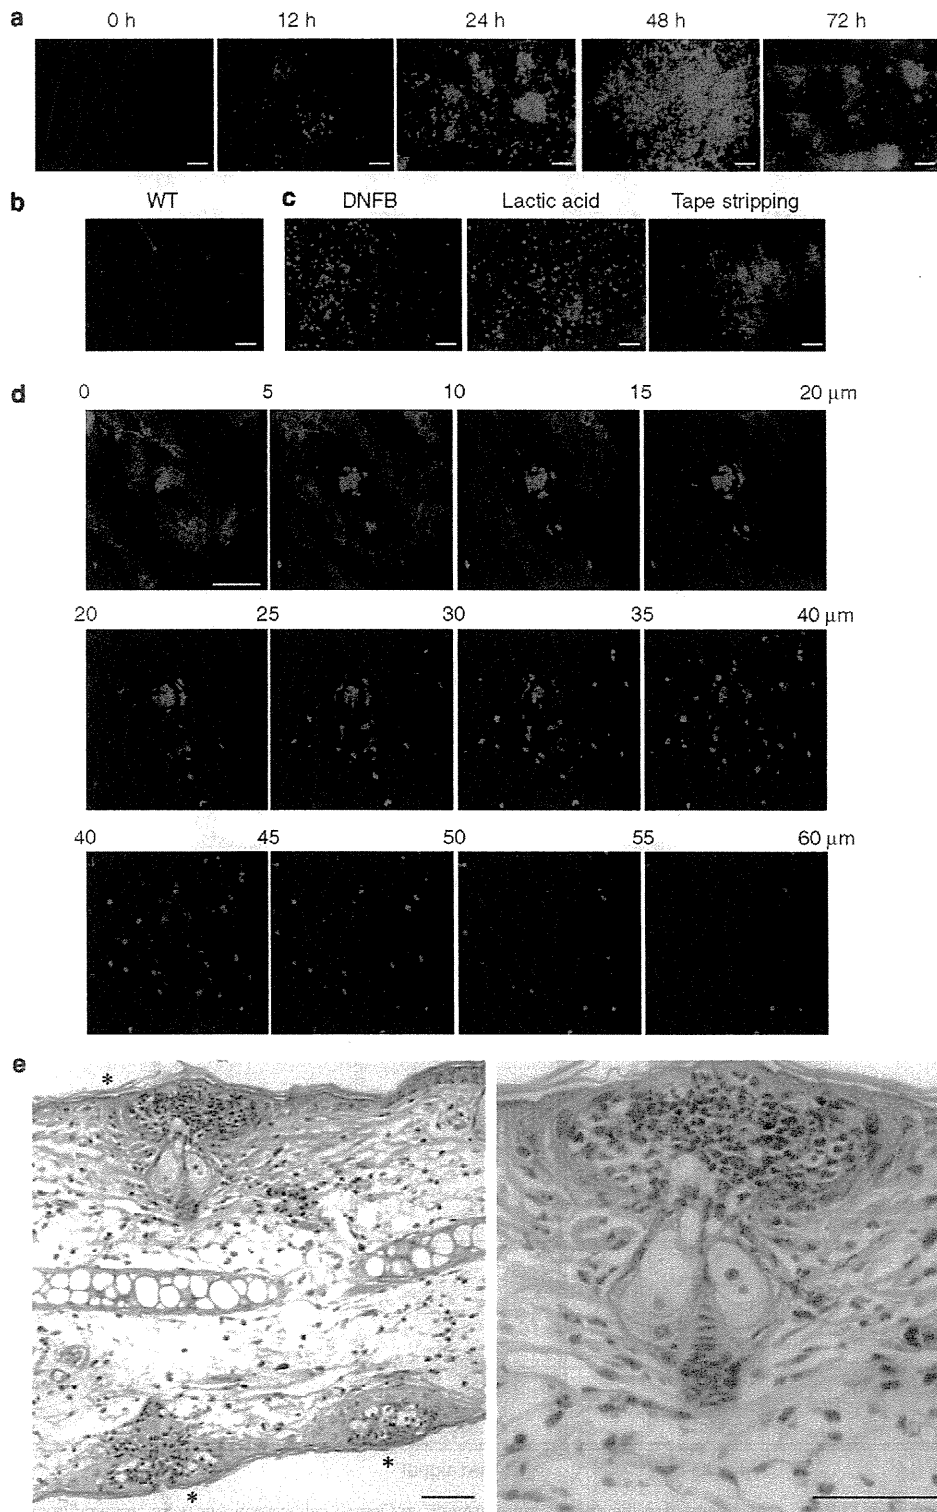 a
0 h 12 h 24 h 48 h 72 h
b WT c DNFB Lactic acid Tape stripping
d
0 5 10 15 20 μm
20 25 30 35 40 μm
40 45 50 55 60 μm
e
*
* *